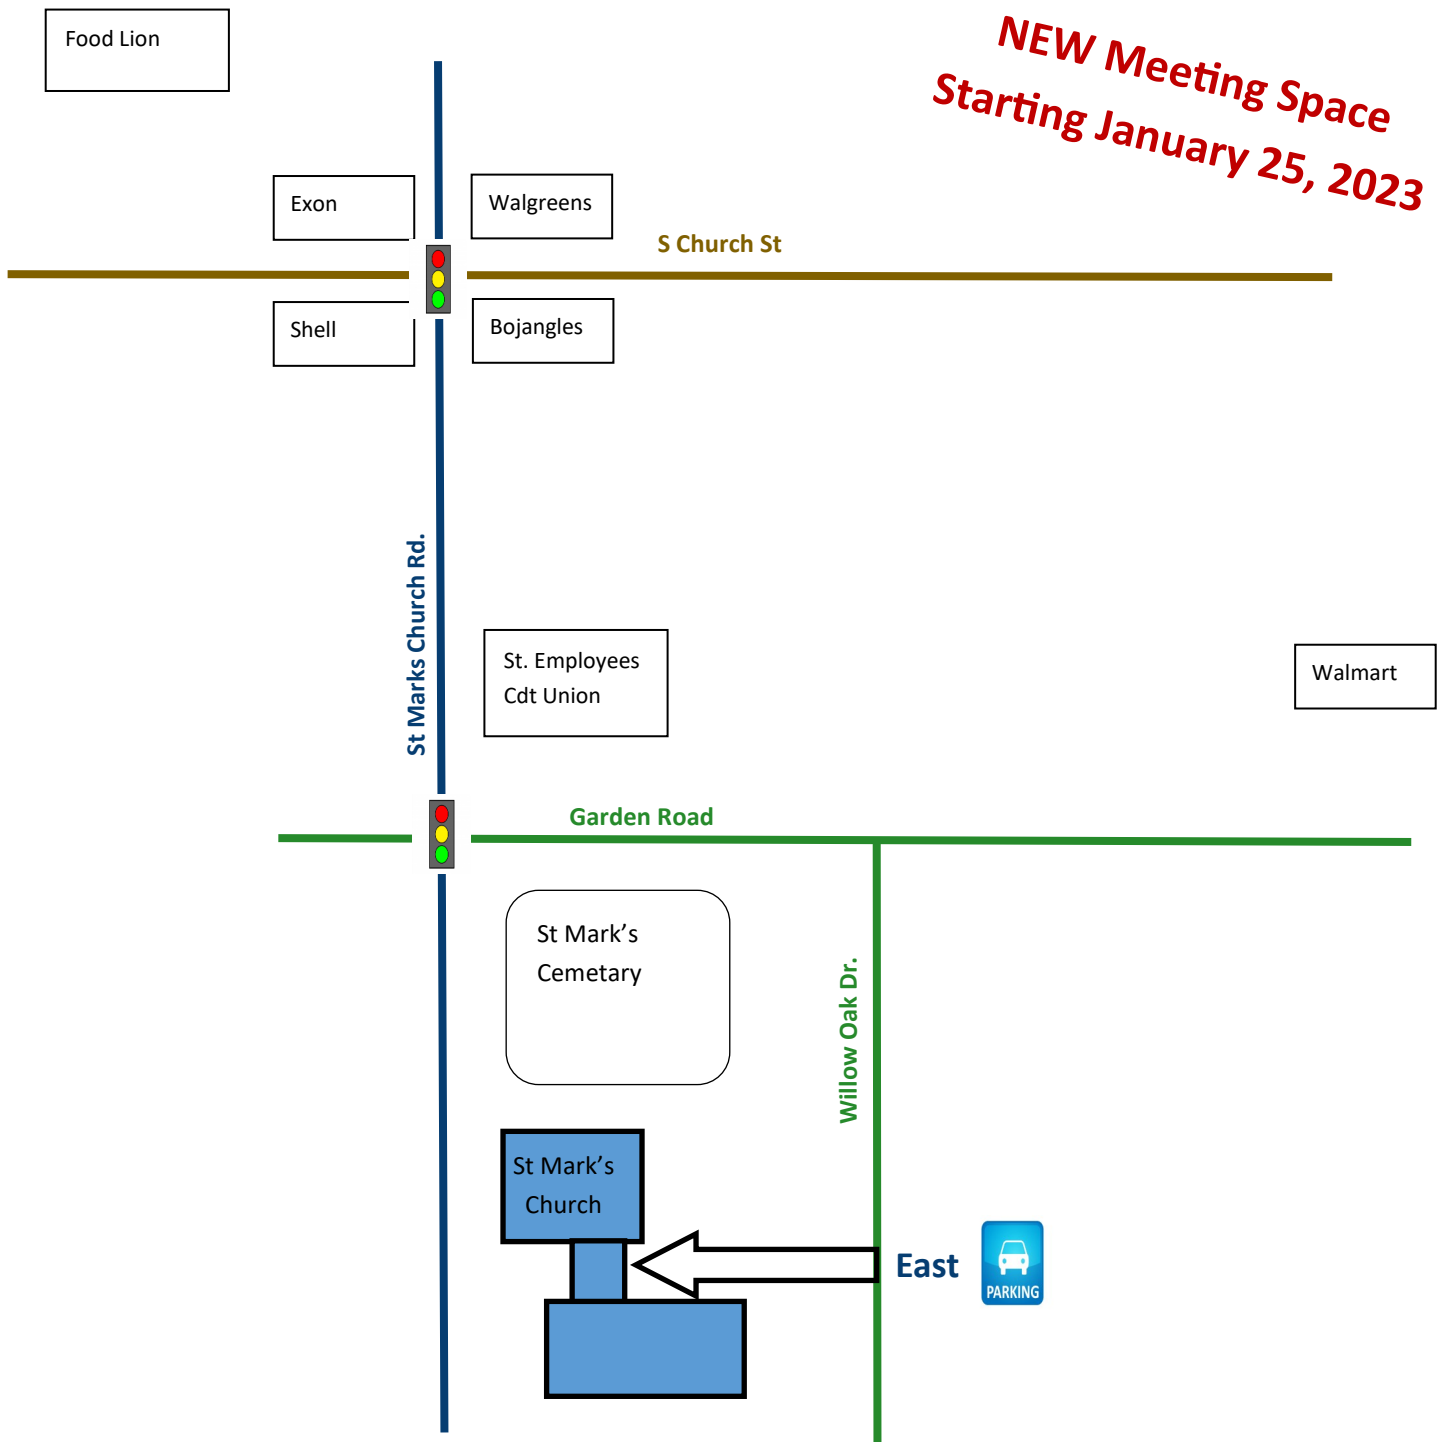 Food Lion
NEW Meeting Space
Starting January 25, 2023
Exon
Walgreens
S Church St
Shell
Bojangles
St Marks Church Rd.
St. Employees
Cdt Union
Walmart
Garden Road
St Mark’s
Cemetary
Willow Oak Dr.
St Mark’s
Church
East
PARKING